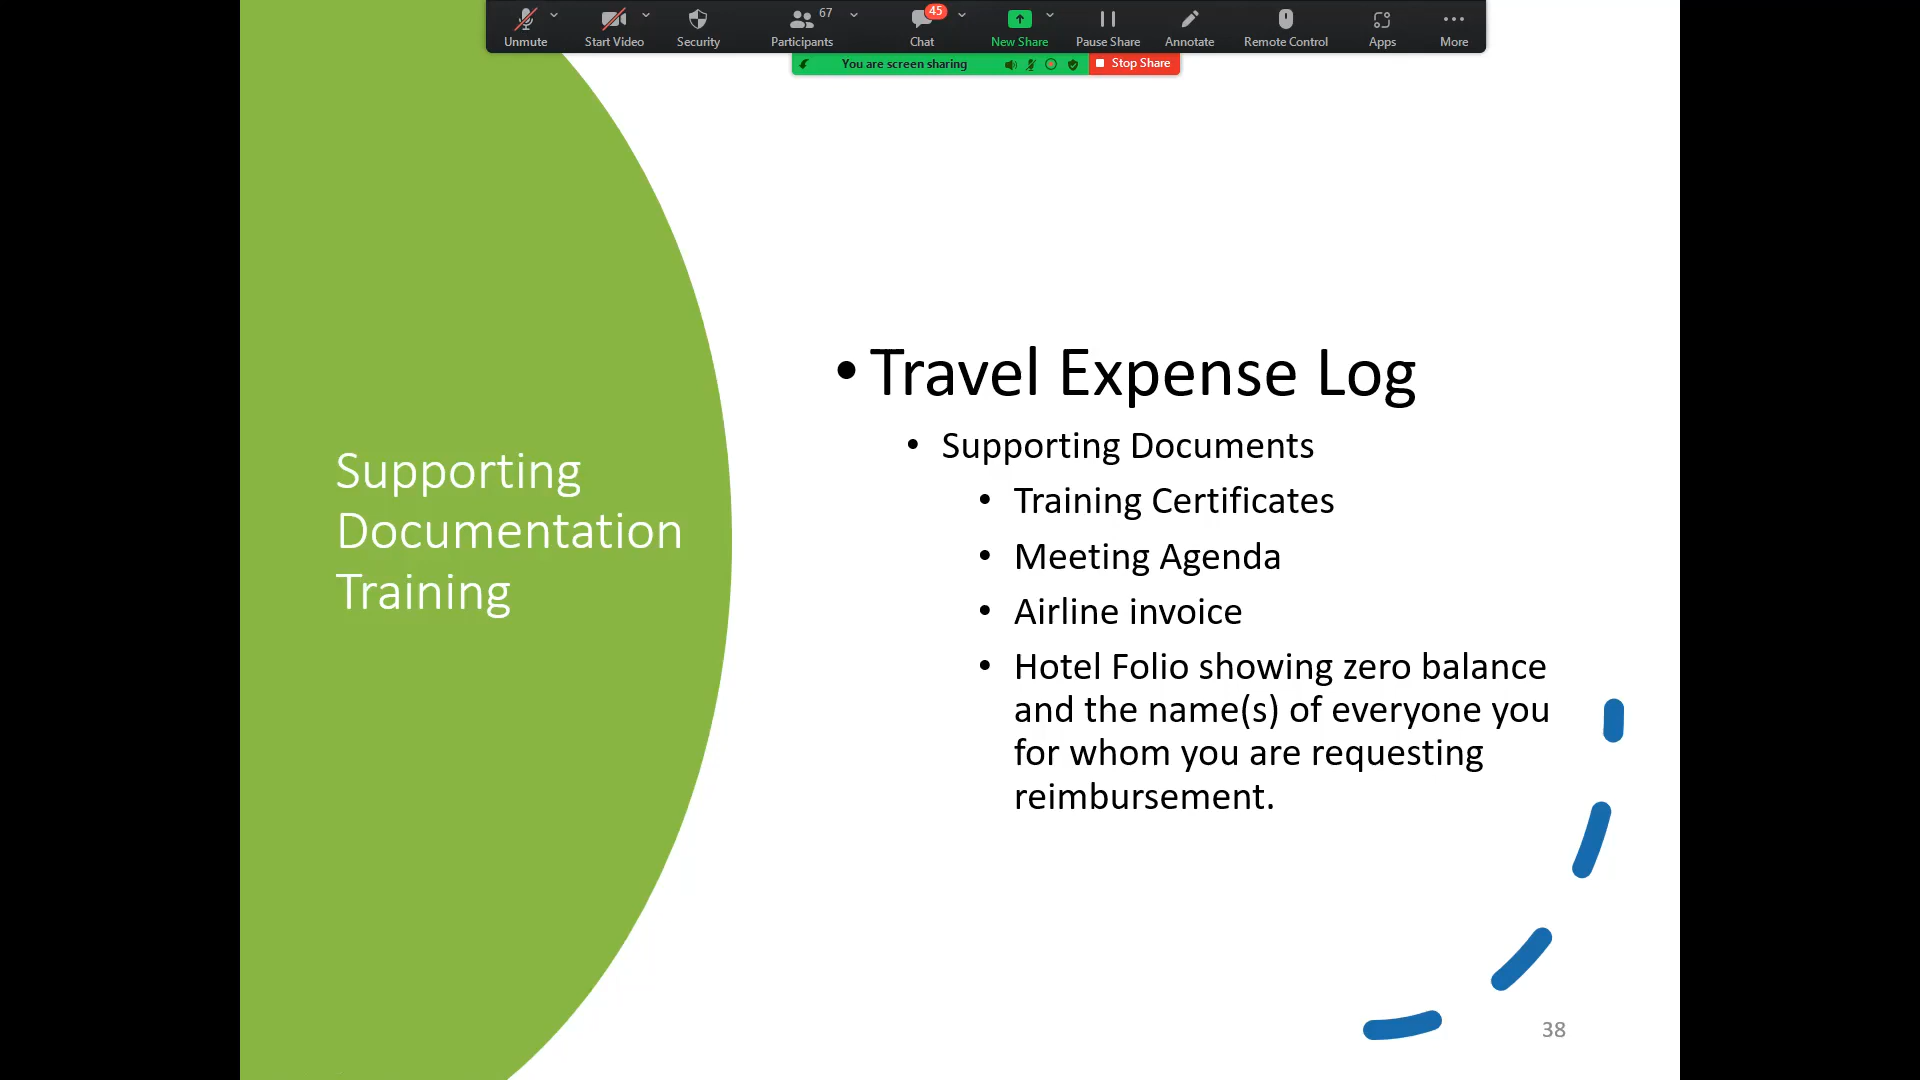 Unmute
Start Video
Security
Participants 67
Chat 45
New Share
Pause Share
Annotate
Remote Control
Apps
More
You are screen sharing
Stop Share
Supporting
Documentation
Training
• Travel Expense Log
• Supporting Documents
• Training Certificates
• Meeting Agenda
• Airline invoice
• Hotel Folio showing zero balance
and the name(s) of everyone you
for whom you are requesting
reimbursement.
38